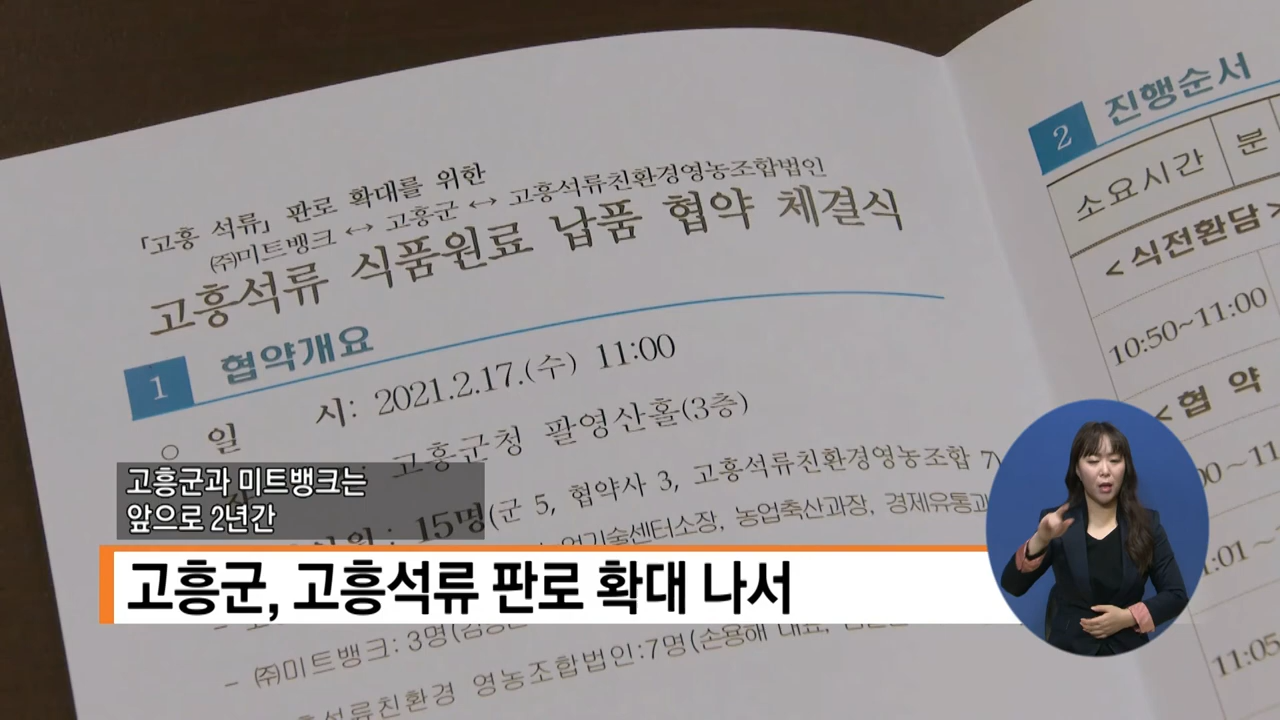 「고흥 석류」 판로 확대를 위한
㈜미트뱅크 ↔ 고흥군 ↔ 고흥석류친환경영농조합법인
고흥석류 식품원료 납품 협약 체결식
1 협약개요
○ 일 시: 2021.2.17.(수) 11:00
고흥군청 팔영산홀(3층)
: 15명(군 5, 협약사 3, 고흥석류친환경영농조합 7
농업축산과장, 경제유통과
- ㈜미트뱅크: 3명(
영농조합법인:7명(손용해 대표,
2 진행순서
소요시간 분
<식전환담>
10:50~11:00
<협 약
11:05
고흥군과 미트뱅크는
앞으로 2년간
고흥군, 고흥석류 판로 확대 나서